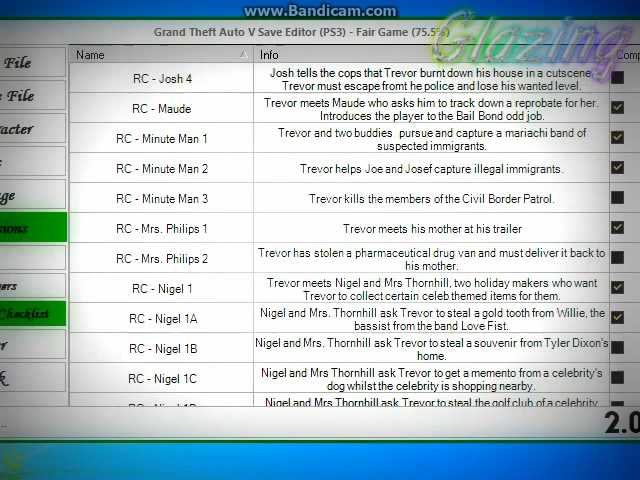 www.Bandicam.com
Grand Theft Auto V Save Editor (PS3) - Fair Game (75.5%)
Glazing
Name Info Comp
File
RC - Josh 4
Josh tells the cops that Trevor burnt down his house in a cutscene.
Trevor must escape fromt he police and lose his wanted level.
File
RC - Maude
Trevor meets Maude who asks him to track down a reprobate for her.
Introduces the player to the Bail Bond odd job.
racter
RC - Minute Man 1
Trevor and two buddies pursue and capture a mariachi band of
suspected immigrants.
RC - Minute Man 2
Trevor helps Joe and Josef capture illegal immigrants.
ge
RC - Minute Man 3
Trevor kills the members of the Civil Border Patrol.
sions
RC - Mrs. Philips 1
Trevor meets his mother at his trailer
RC - Mrs. Philips 2
Trevor has stolen a pharmaceutical drug van and must deliver it back to
his mother.
gers
RC - Nigel 1
Trevor meets Nigel and Mrs Thornhill, two holiday makers who want
Trevor to collect certain celeb themed items for them.
Checklist
RC - Nigel 1A
Nigel and Mrs. Thornhill ask Trevor to steal a gold tooth from Willie, the
bassist from the band Love Fist.
r
RC - Nigel 1B
Nigel and Mrs. Thornhill ask Trevor to steal a souvenir from Tyler Dixon's
home.
k
RC - Nigel 1C
Nigel and Mrs. Thornhill ask Trevor to get a memento from a celebrity's
dog whilst the celebrity is shopping nearby.
Nigel and Mrs. Thornhill ask Trevor to steal the golf club of a celebrity
2.0